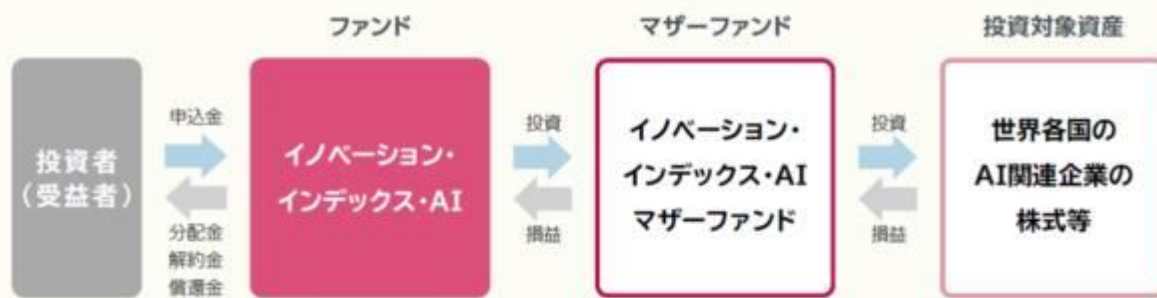 ファンド
マザーファンド
投資対象資産
投資者
（受益者）
申込金
分配金
解約金
償還金
イノベーション・
インデックス・AI
投資
損益
イノベーション・
インデックス・AI
マザーファンド
投資
損益
世界各国の
AI関連企業の
株式等